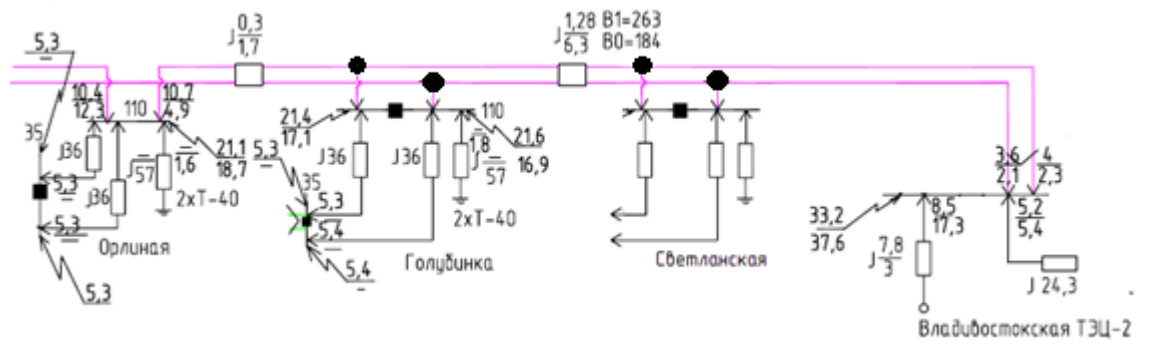 5,3
—
J 0,3
1,7
J 1,28 В1=263
6,3 В0=184
10,4
12,3
110
10,7
4,9
35
J36
J36
J —
57
—
1,6
21,1
18,7
2хТ-40
5,3
—
5,3
—
5,3
Орлиная
21,4
17,1
110
J36
J36
—
1,8
J —
57
21,6
16,9
2хТ-40
5,3
—
35
5,3
5,4
—
5,4
—
Голубинка
Светланская
3,6
2,1
4
2,3
33,2
37,6
8,5
17,3
5,2
5,4
J 7,8
3
J 24,3
Владивостокская ТЭЦ-2